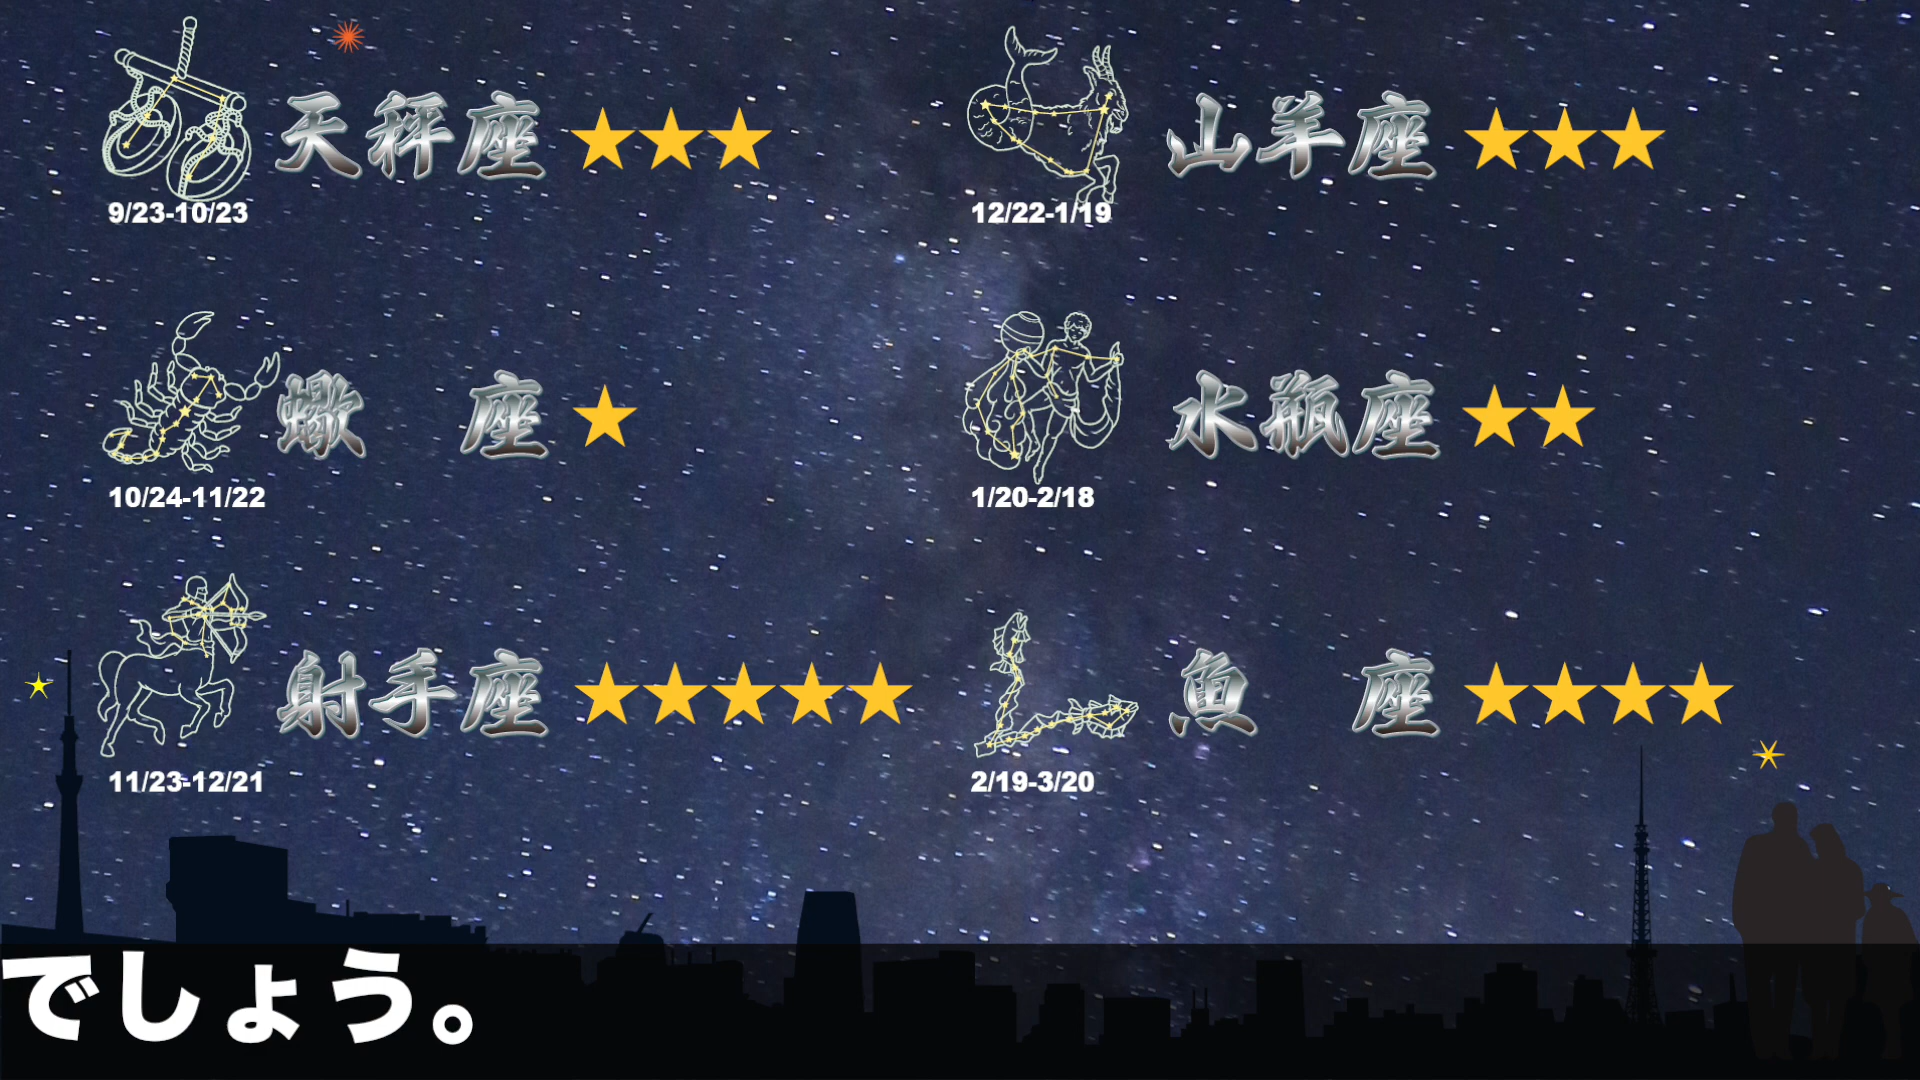 天秤座 ★★★
9/23-10/23
蠍 座 ★
10/24-11/22
射手座 ★★★★★
11/23-12/21
山羊座 ★★★
12/22-1/19
水瓶座 ★★
1/20-2/18
魚 座 ★★★★
2/19-3/20
でしょう。